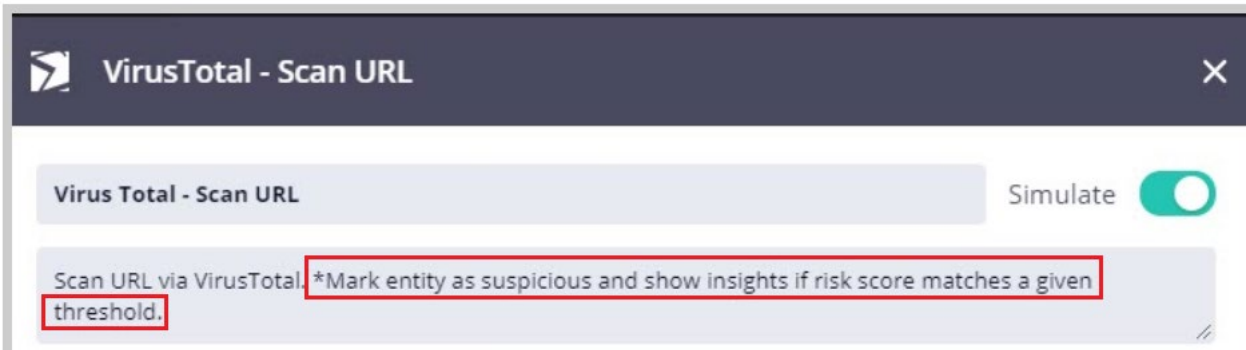 VirusTotal - Scan URL
Virus Total - Scan URL
Simulate
Scan URL via VirusTotal. *Mark entity as suspicious and show insights if risk score matches a given
threshold.